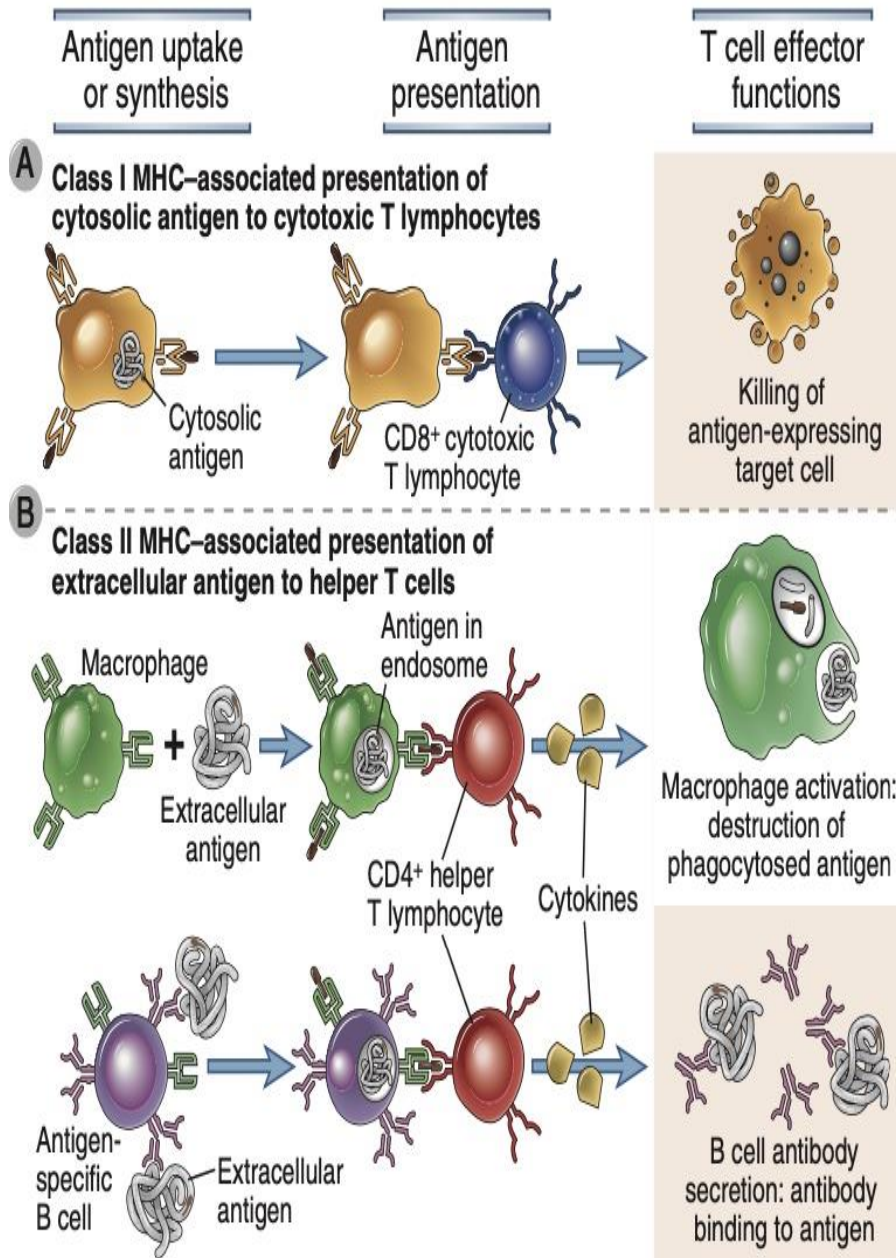 Antigen uptake
or synthesis
Antigen
presentation
T cell effector
functions
A
Class I MHC–associated presentation of
cytosolic antigen to cytotoxic T lymphocytes
Cytosolic
antigen
CD8+ cytotoxic
T lymphocyte
Killing of
antigen-expressing
target cell
B
Class II MHC–associated presentation of
extracellular antigen to helper T cells
Macrophage
Extracellular
antigen
Antigen in
endosome
CD4+ helper
T lymphocyte
Cytokines
Macrophage activation:
destruction of
phagocytosed antigen
Antigen-
specific
B cell
Extracellular
antigen
B cell antibody
secretion: antibody
binding to antigen